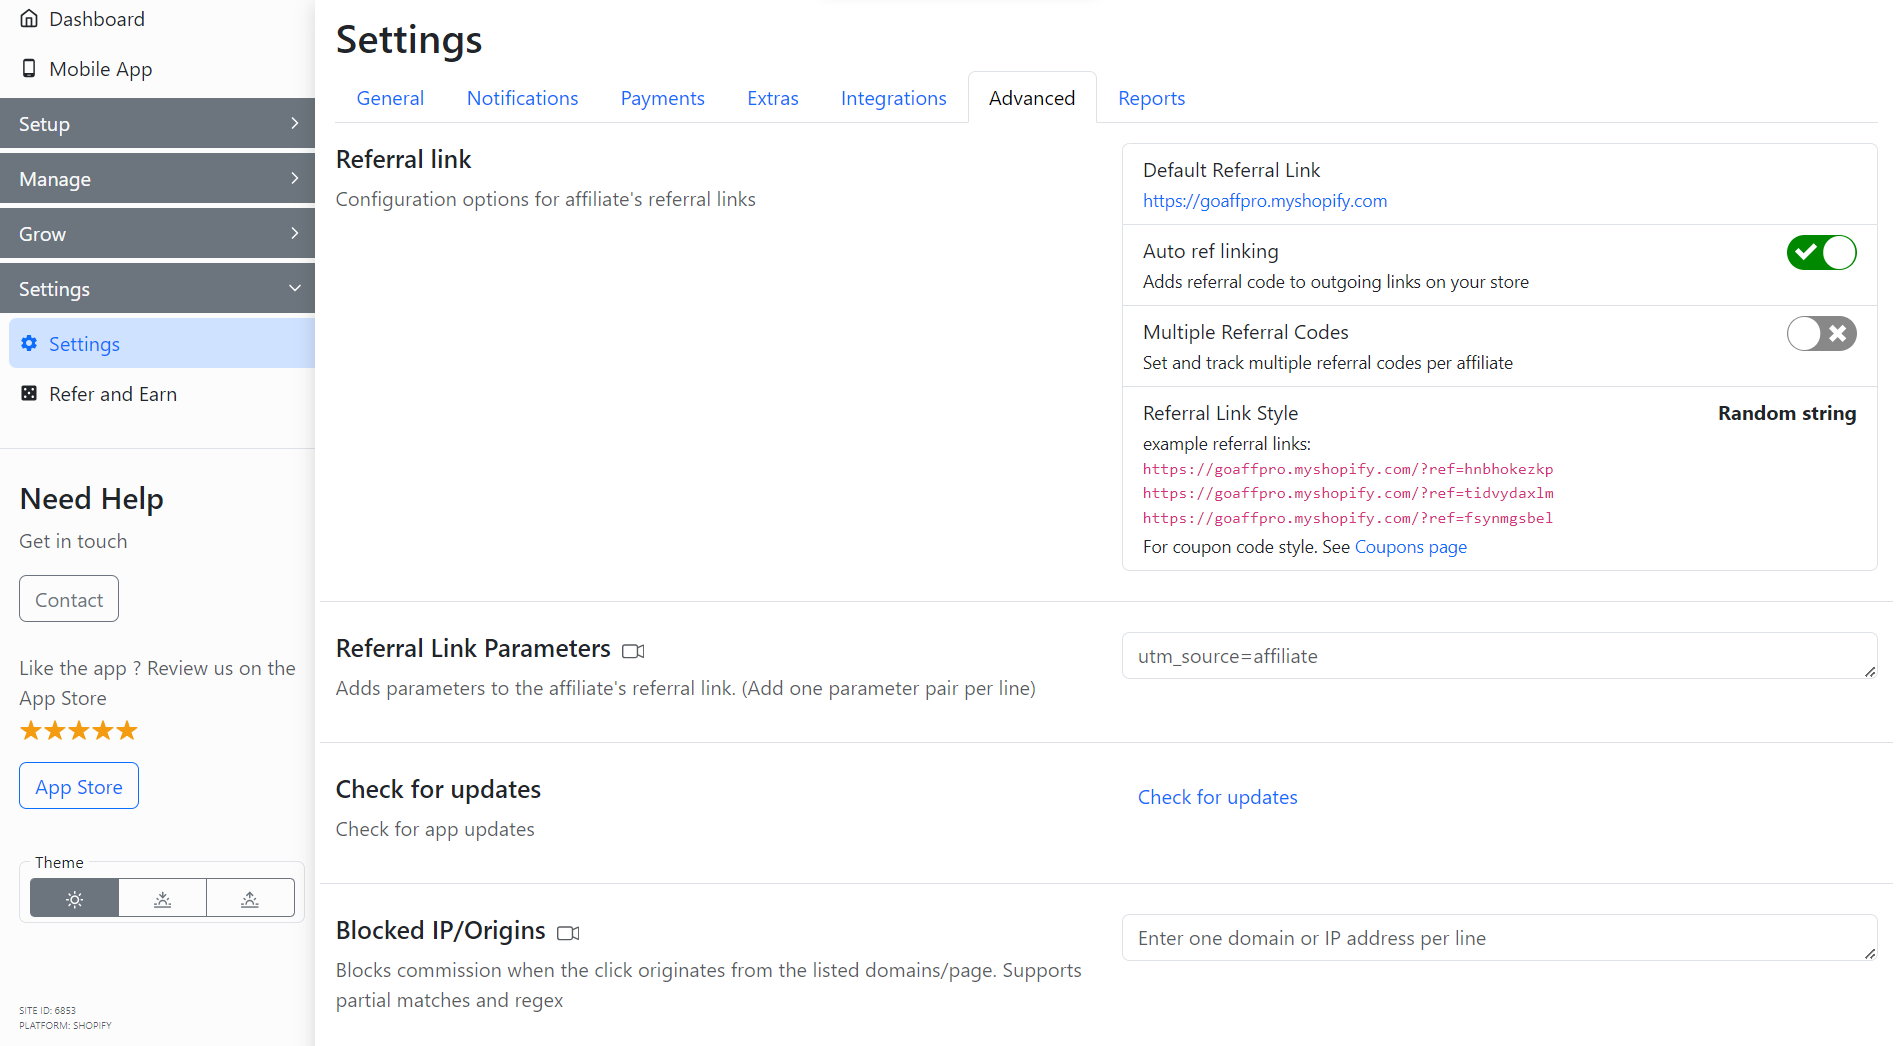 Dashboard
Mobile App
Setup
Manage
Grow
Settings
Settings
Refer and Earn
Need Help
Get in touch
Contact
Like the app ? Review us on the
App Store
App Store
Theme
SITE ID: 6853
PLATFORM: SHOPIFY
Settings
General
Notifications
Payments
Extras
Integrations
Advanced
Reports
Referral link
Configuration options for affiliate's referral links
Default Referral Link
https://goaffpro.myshopify.com
Auto ref linking
Adds referral code to outgoing links on your store
Multiple Referral Codes
Set and track multiple referral codes per affiliate
Referral Link Style
Random string
example referral links:
https://goaffpro.myshopify.com/?ref=hnbhokezkp
https://goaffpro.myshopify.com/?ref=tidvydaxlm
https://goaffpro.myshopify.com/?ref=fsynmgsbel
For coupon code style. See Coupons page
Referral Link Parameters
Adds parameters to the affiliate's referral link. (Add one parameter pair per line)
utm_source=affiliate
Check for updates
Check for app updates
Check for updates
Blocked IP/Origins
Blocks commission when the click originates from the listed domains/page. Supports
partial matches and regex
Enter one domain or IP address per line